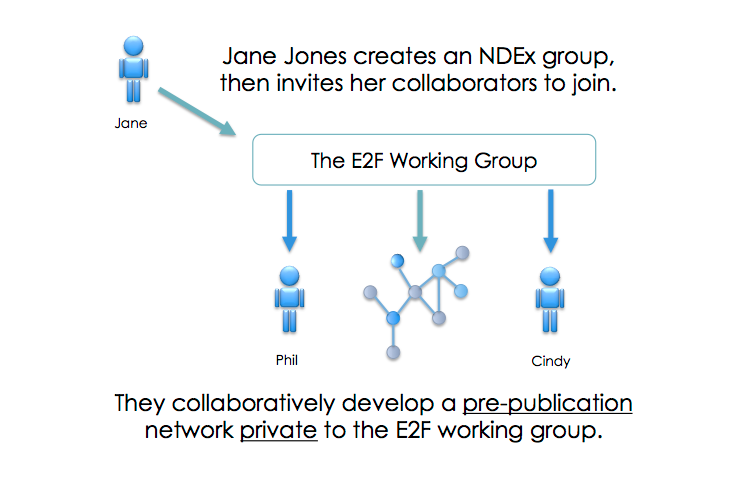 Jane Jones creates an NDEx group,
then invites her collaborators to join.
Jane
The E2F Working Group
Phil
Cindy
They collaboratively develop a pre-publication
network private to the E2F working group.